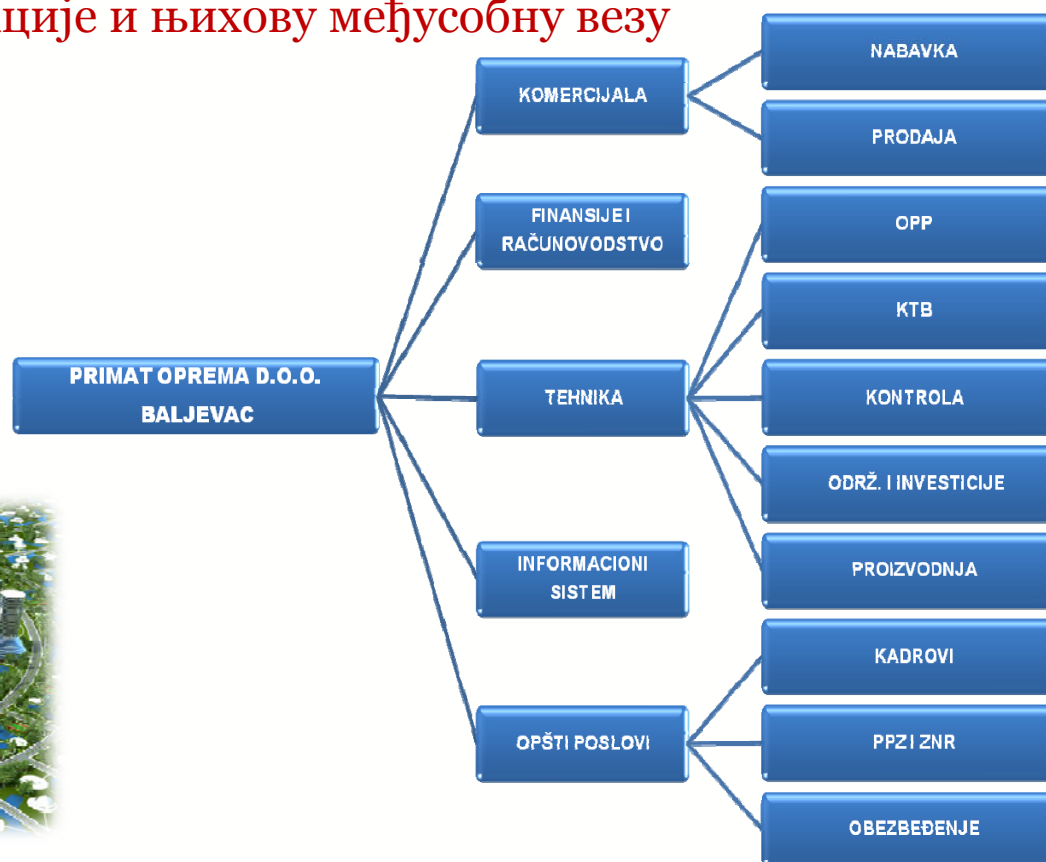 ције и њихову међусобну везу
NABAVKA
KOMERCIJALA
PRODAJA
FINANSIJE I
RAČUNOVODSTVO
OPP
KTB
PRIMAT OPREMA D.O.O.
BALJEVAC
TEHNIKA
KONTROLA
ODRŽ. I INVESTICIJE
INFORMACIONI
SISTEM
PROIZVODNJA
KADROVI
OPŠTI POSLOVI
PPZ I ZNR
OBEZBEĐENJE